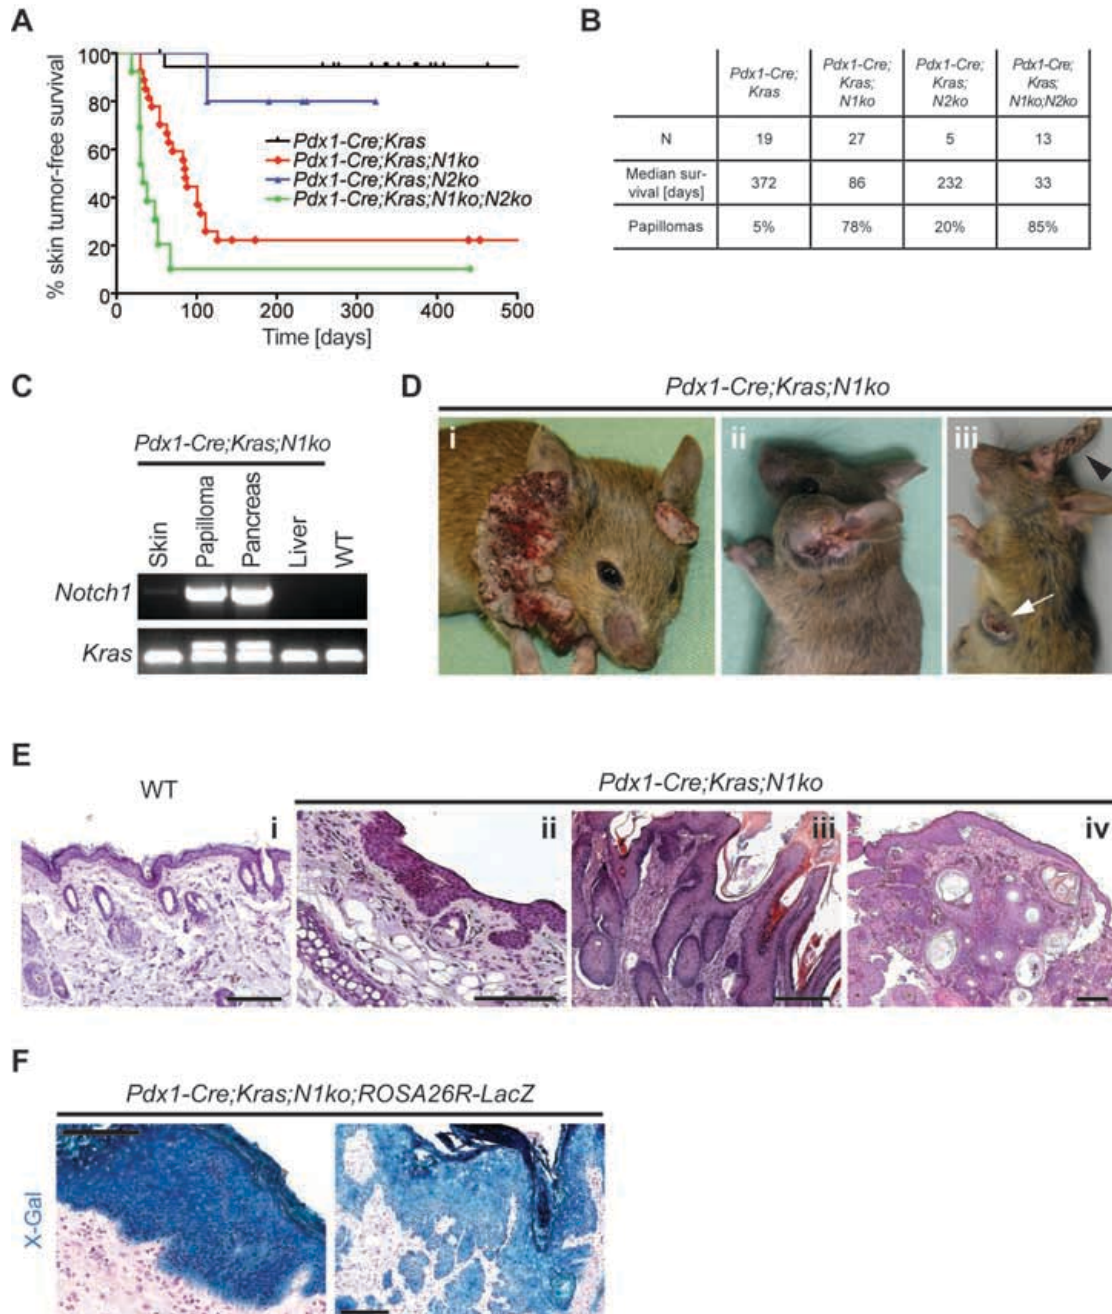 A
% skin tumor-free survival
100
80
60
40
20
0
0 100 200 300 400 500
Time [days]
Pdx1-Cre;Kras
Pdx1-Cre;Kras;N1ko
Pdx1-Cre;Kras;N2ko
Pdx1-Cre;Kras;N1ko;N2ko
B
Pdx1-Cre;
Kras
Pdx1-Cre;
Kras;
N1ko
Pdx1-Cre;
Kras;
N2ko
Pdx1-Cre;
Kras;
N1ko;N2ko
N 19 27 5 13
Median sur-
vival [days] 372 86 232 33
Papillomas 5% 78% 20% 85%
C
Pdx1-Cre;Kras;N1ko
Skin
Papilloma
Pancreas
Liver
WT
Notch1
Kras
D
Pdx1-Cre;Kras;N1ko
i
ii
iii
E
WT
Pdx1-Cre;Kras;N1ko
i
ii
iii
iv
F
Pdx1-Cre;Kras;N1ko;ROSA26R-LacZ
X-Gal